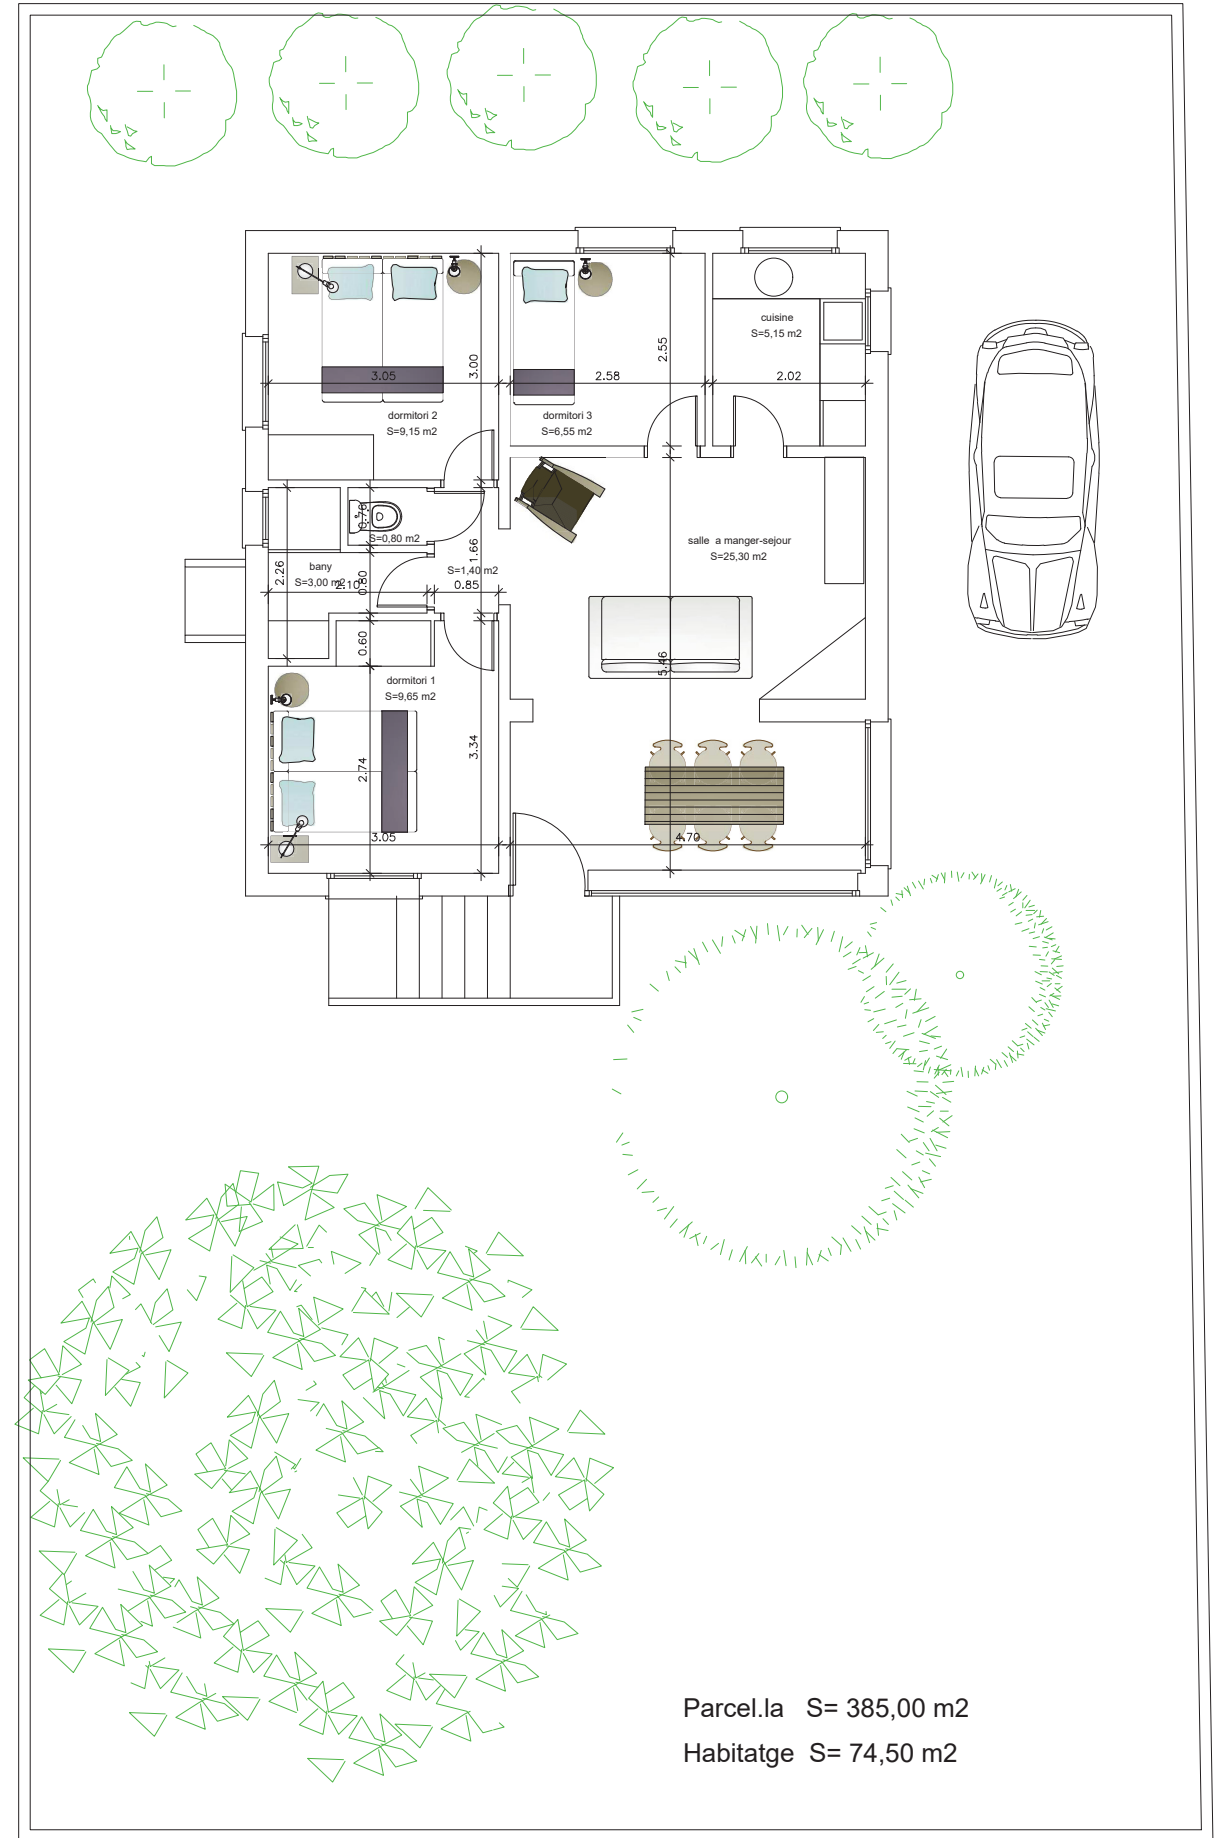 cuisine
S=5,15 m2
2.55
3.00
3.05
2.58
2.02
dormitori 2
S=9,15 m2
dormitori 3
S=6,55 m2
0.76
S=0,80 m2
salle a manger-sejour
S=25,30 m2
1.66
bany
S=3,00 m2
2.26
2.10
0.80
S=1,40 m2
0.85
0.60
5.46
dormitori 1
S=9,65 m2
3.34
2.74
3.05
4.70
Parcel.la S= 385,00 m2
Habitatge S= 74,50 m2